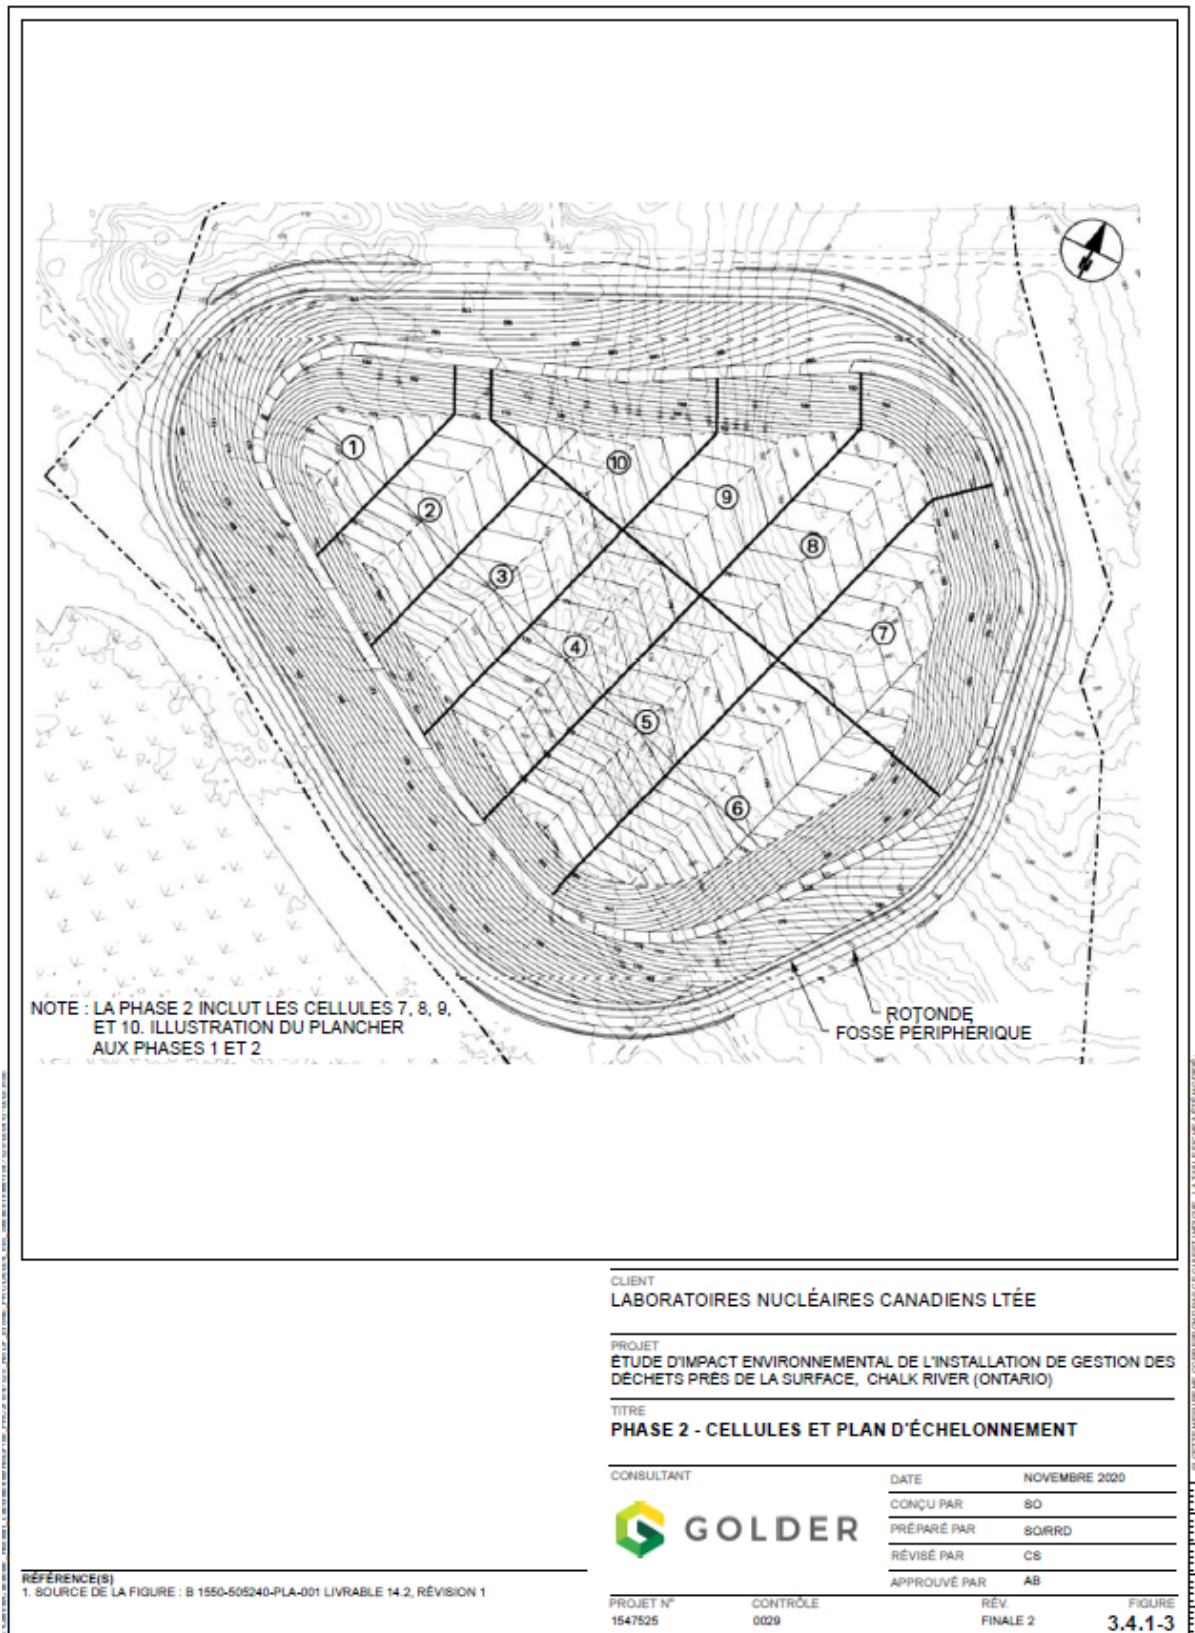 1
2
3
4
5
6
7
8
9
10
NOTE : LA PHASE 2 INCLUT LES CELLULES 7, 8, 9,
ET 10. ILLUSTRATION DU PLANCHER
AUX PHASES 1 ET 2
ROTONDE
FOSSÉ PÉRIPHÉRIQUE
CLIENT
LABORATOIRES NUCLÉAIRES CANADIENS LTÉE
PROJET
ÉTUDE D'IMPACT ENVIRONNEMENTAL DE L'INSTALLATION DE GESTION DES
DÉCHETS PRÈS DE LA SURFACE, CHALK RIVER (ONTARIO)
TITRE
PHASE 2 - CELLULES ET PLAN D'ÉCHELONNEMENT
CONSULTANT
GOLDER
DATE NOVEMBRE 2020
CONÇU PAR SO
PRÉPARÉ PAR SO/RRD
RÉVISÉ PAR CS
APPROUVÉ PAR AB
RÉFÉRENCE(S)
1. SOURCE DE LA FIGURE : B 1550-505240-PLA-001 LIVRABLE 14.2, RÉVISION 1
PROJET N° CONTRÔLE RÉV. FIGURE
1547525 0029 FINALE 2 3.4.1-3